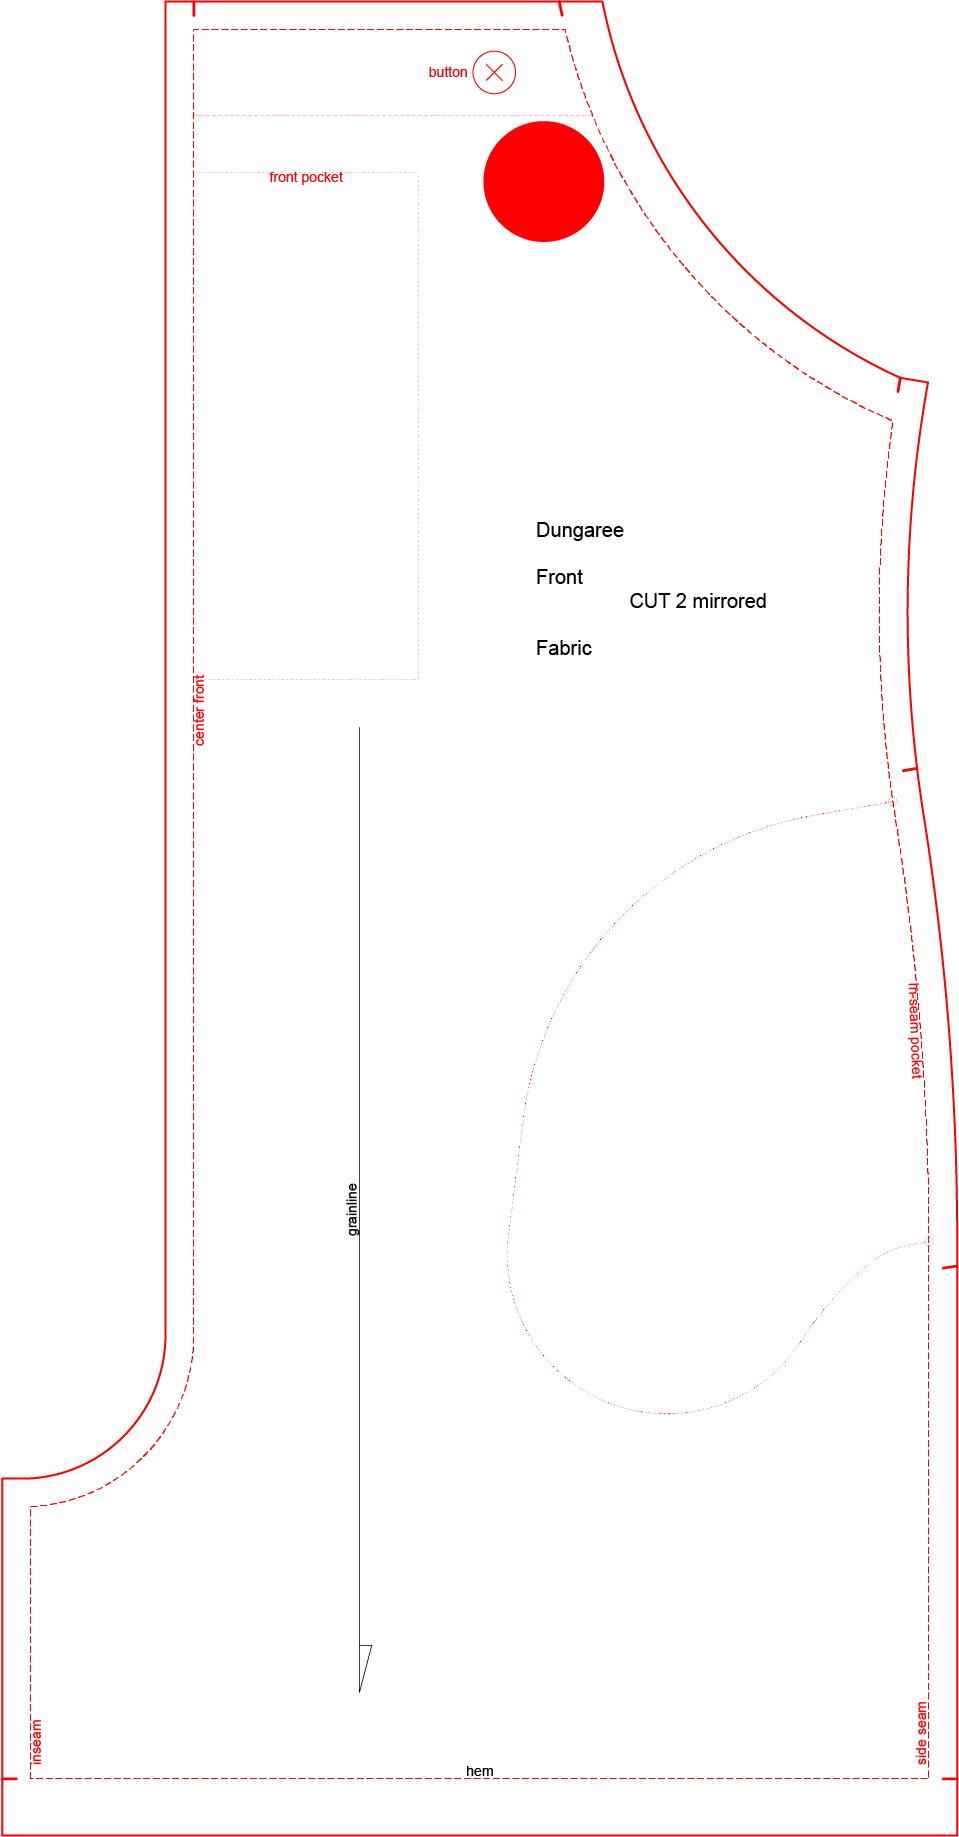 button
front pocket
Dungaree
Front
CUT 2 mirrored
Fabric
center front
in-seam pocket
grainline
inseam
side seam
hem